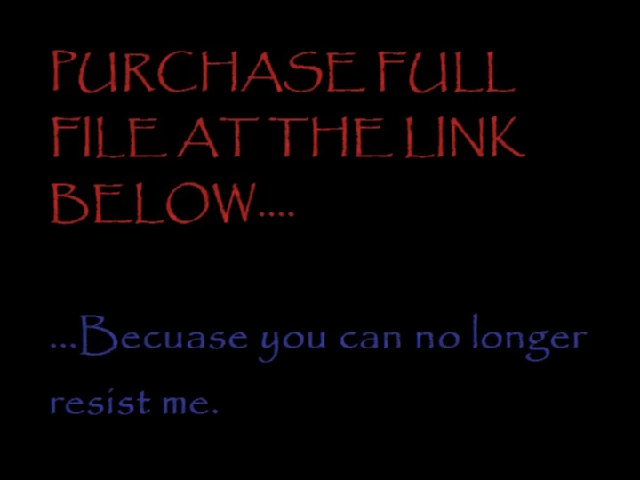 PURCHASE FULL
FILE AT THE LINK
BELOW....
...Becuase you can no longer
resist me.